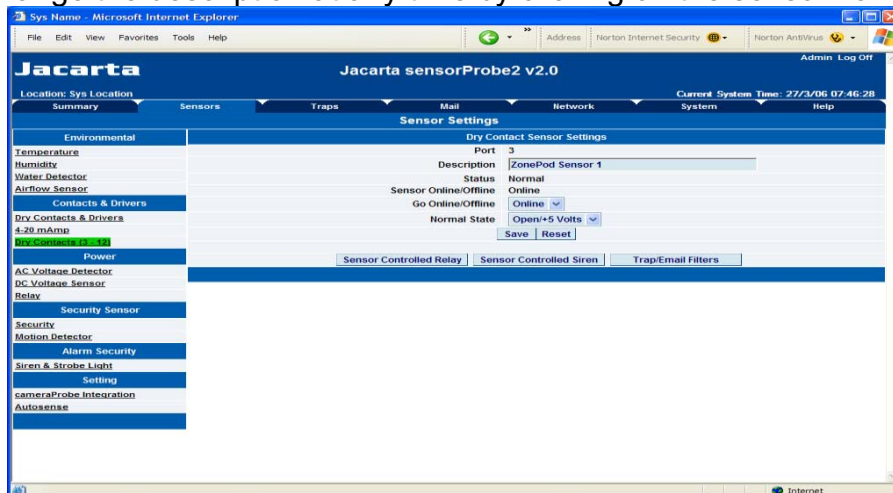 Sys Name - Microsoft Internet Explorer
File Edit View Favorites Tools Help
Address Norton Internet Security Norton AntiVirus
Admin Log Off
Jacarta
Jacarta sensorProbe2 v2.0
Location: Sys Location
Current System Time: 27/3/06 07:46:28
Summary Sensors Traps Mail Network System Help
Sensor Settings
Environmental
Temperature
Humidity
Water Detector
Airflow Sensor
Contacts & Drivers
Dry Contacts & Drivers
4-20 mAmp
Dry Contacts (3 - 12)
Power
AC Voltage Detector
DC Voltage Sensor
Relay
Security Sensor
Security
Motion Detector
Alarm Security
Siren & Strobe Light
Setting
cameraProbe Integration
Autosense
Dry Contact Sensor Settings
Port 3
Description ZonePod Sensor 1
Status Normal
Sensor Online/Offline Online
Go Online/Offline Online
Normal State Open/+5 Volts
Save Reset
Sensor Controlled Relay Sensor Controlled Siren Trap/Email Filters
Internet